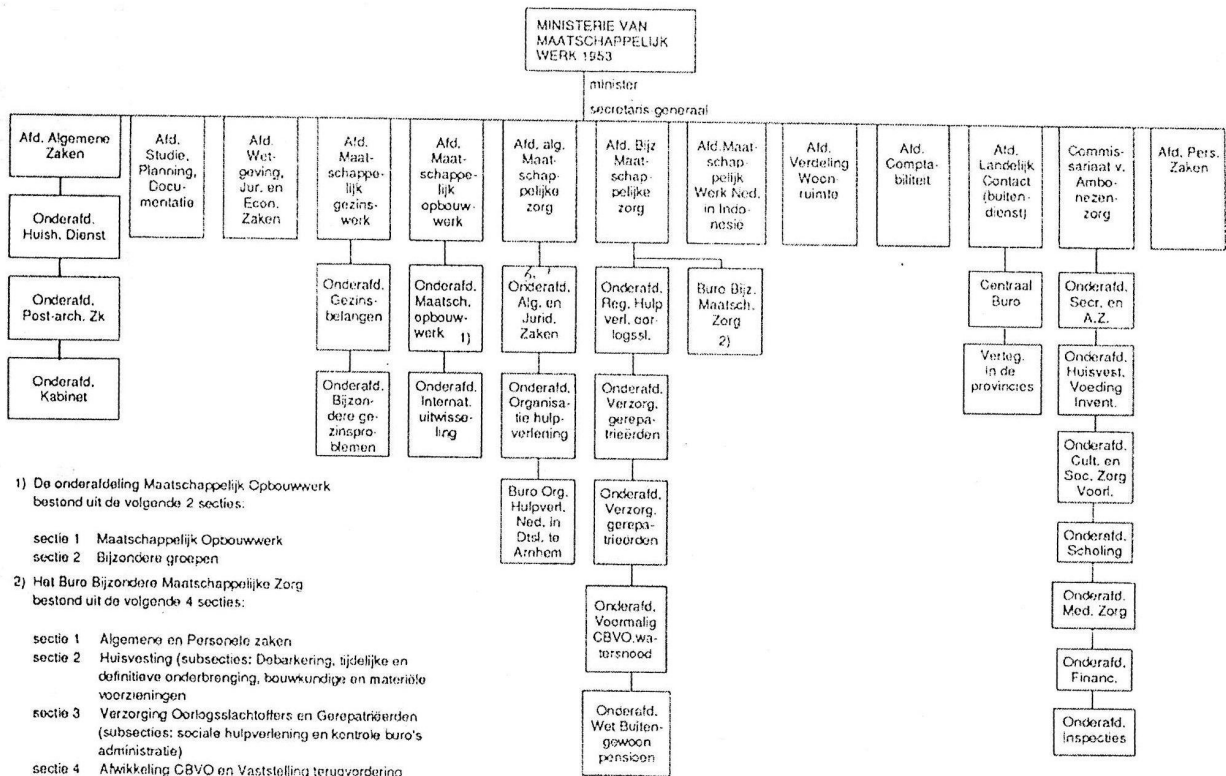 MINISTERIE VAN
MAATSCHAPPELIJK
WERK 1953
minister
secretaris-generaal
Afd. Algemene
Zaken
Onderafd.
Huish. Dienst
Onderafd.
Post-arch. Zk
Onderafd.
Kabinet
Afd.
Studie,
Planning,
Docu-
mentatie
Afd.
Wet-
geving,
Jur. en
Econ.
Zaken
Afd.
Maat-
schappelijk
gezins-
werk
Onderafd.
Gezins-
belangen
Onderafd.
Bijzon-
dere ge-
zinspro-
blemen
Afd.
Maat-
schappe-
lijk
opbouw-
werk
Onderafd.
Maatsch.
opbouw-
werk 1)
Onderafd.
Internat.
uitwisse-
ling
Afd. alg.
Maat-
schap-
pelijke
zorg
Onderafd.
Alg. en
Jurid.
Zaken
Onderafd.
Organisa-
tie hulp-
verlening
Buro Org.
Hulpverl.
Ned. in
Dtsl. te
Arnhem
Afd. Bijz
Maat-
schap-
pelijke
zorg
Onderafd.
Reg. Hulp
verl. oor-
logssl.
Onderafd.
Verzorg.
gerepa-
trieerden
Onderafd.
Verzorg.
gerepa-
trieerden
Onderafd.
Voormalig
CBVO.wa-
tersnood
Onderafd.
Wet Buiten-
gewoon
pensioen
Buro Bijz.
Maatsch.
Zorg
2)
Afd.Maat-
schap-
pelijk
Werk Ned.
in Indo-
nesie
Afd.
Verdeling
Woon-
ruimte
Afd.
Compta-
biliteit
Afd.
Landelijk
Contact
(buiten-
dienst)
Centraal
Buro
Verteg.
in de
provincies
Commis-
sariaat v.
Ambo-
nezen-
zorg
Onderafd.
Secr. en
A.Z.
Onderafd.
Huisvest.
Voeding
Invent.
Onderafd.
Cult. en
Soc. Zorg
Voorl.
Onderafd.
Scholing
Onderafd.
Med. Zorg
Onderafd.
Financ.
Onderafd.
Inspecties
Afd. Pers.
Zaken
1) De onderafdeling Maatschappelijk Opbouwwerk
bestond uit de volgende 2 secties:
sectie 1 Maatschappelijk Opbouwwerk
sectie 2 Bijzondere groepen
2) Het Buro Bijzondere Maatschappelijke Zorg
bestond uit de volgende 4 secties:
sectie 1 Algemene en Personele zaken
sectie 2 Huisvesting (subsecties: Debarkering, tijdelijke en
definitieve onderbrenging, bouwkundige en materiële
voorzieningen
sectie 3 Verzorging Oorlogsslachtoffers en Gerepatriëerden
(subsecties: sociale hulpverlening en kontrole buro's
administratie)
sectie 4 Afwikkeling CBVO en Vaststelling terugvordering